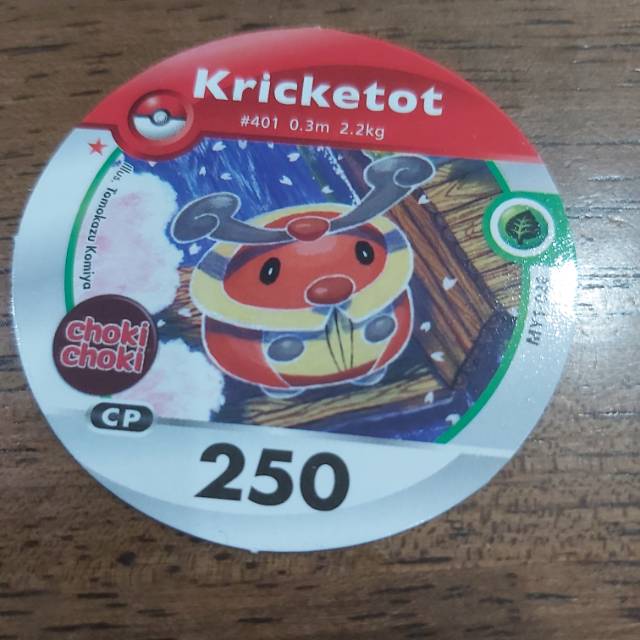 Kricketot
#401 0.3m 2.2kg
Illus. Tomokazu Komiya
choki
choki
CP
250